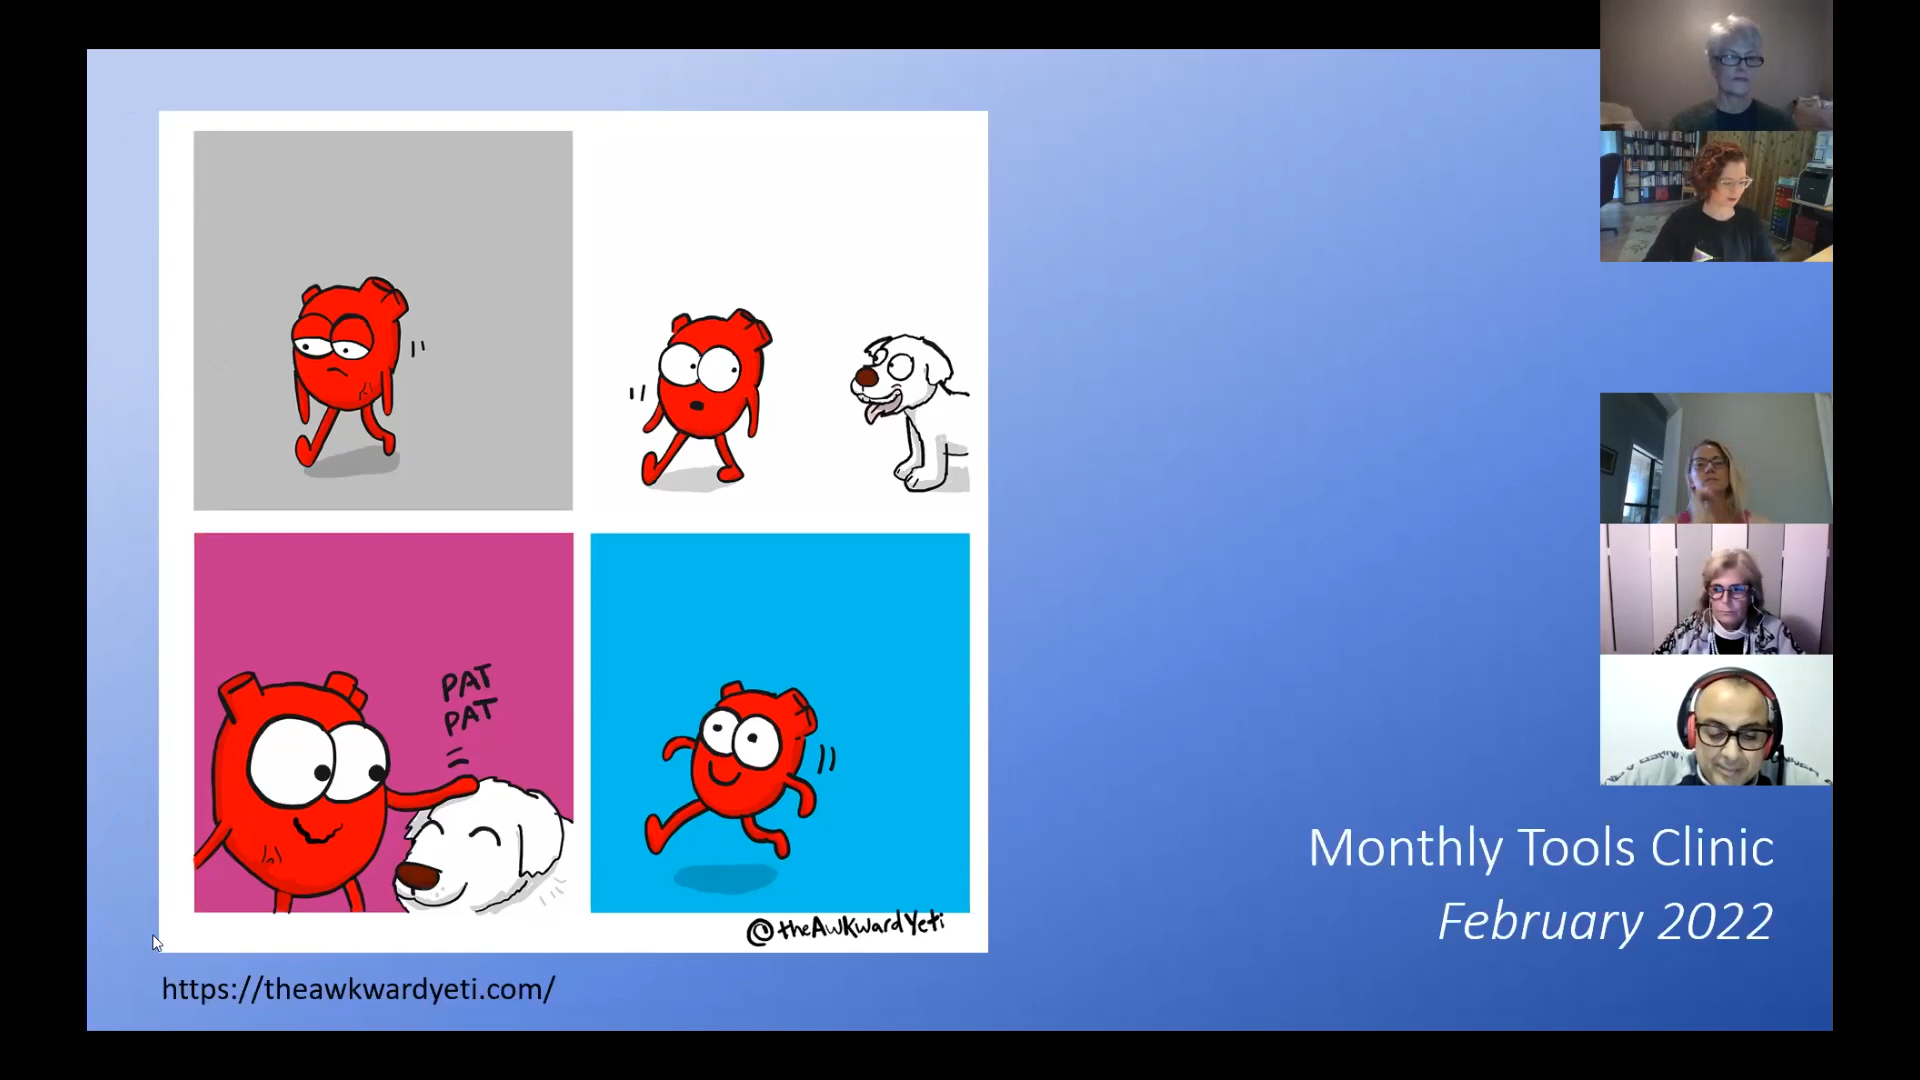 PAT
PAT
@theAwkwardYeti
https://theawkwardyeti.com/
Monthly Tools Clinic
February 2022